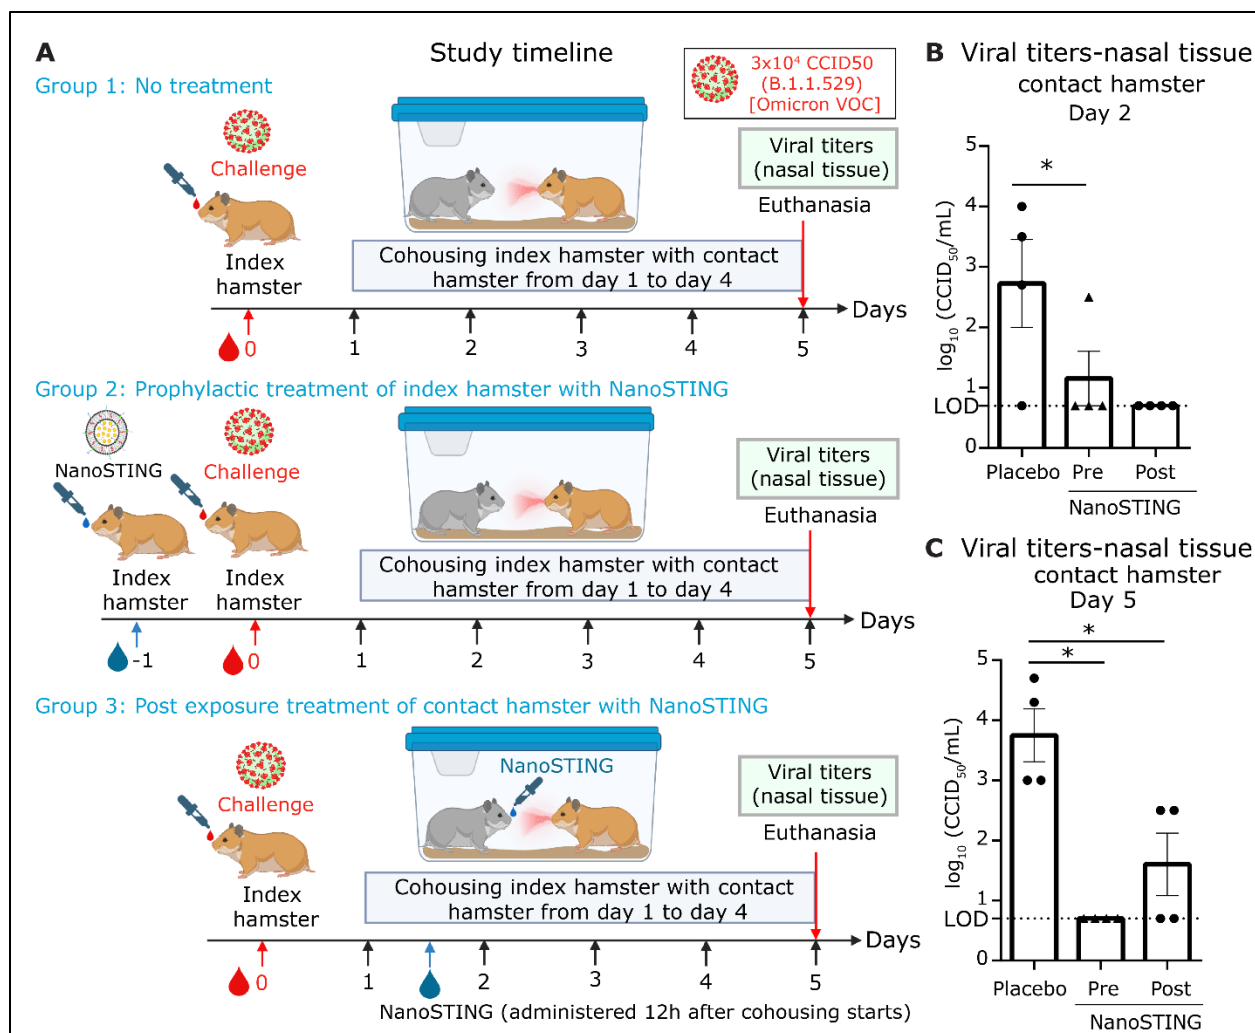 A
Study timeline
Group 1: No treatment
3x10⁴ CCID50
(B.1.1.529)
[Omicron VOC]
Challenge
Index
hamster
Viral titers
(nasal tissue)
Euthanasia
Cohousing index hamster with contact
hamster from day 1 to day 4
Days
0 1 2 3 4 5
Group 2: Prophylactic treatment of index hamster with NanoSTING
NanoSTING
Challenge
Index
hamster
Index
hamster
Viral titers
(nasal tissue)
Euthanasia
Cohousing index hamster with contact
hamster from day 1 to day 4
Days
-1 0 1 2 3 4 5
Group 3: Post exposure treatment of contact hamster with NanoSTING
Challenge
Index
hamster
NanoSTING
Viral titers
(nasal tissue)
Euthanasia
Cohousing index hamster with contact
hamster from day 1 to day 4
Days
0 1 2 3 4 5
NanoSTING (administered 12h after cohousing starts)
B Viral titers-nasal tissue
contact hamster
Day 2
*
log₁₀ (CCID₅₀/mL)
5
4
3
2
1
LOD
0
Placebo Pre Post
NanoSTING
C Viral titers-nasal tissue
contact hamster
Day 5
*
*
log₁₀ (CCID₅₀/mL)
5
4
3
2
1
LOD
0
Placebo Pre Post
NanoSTING